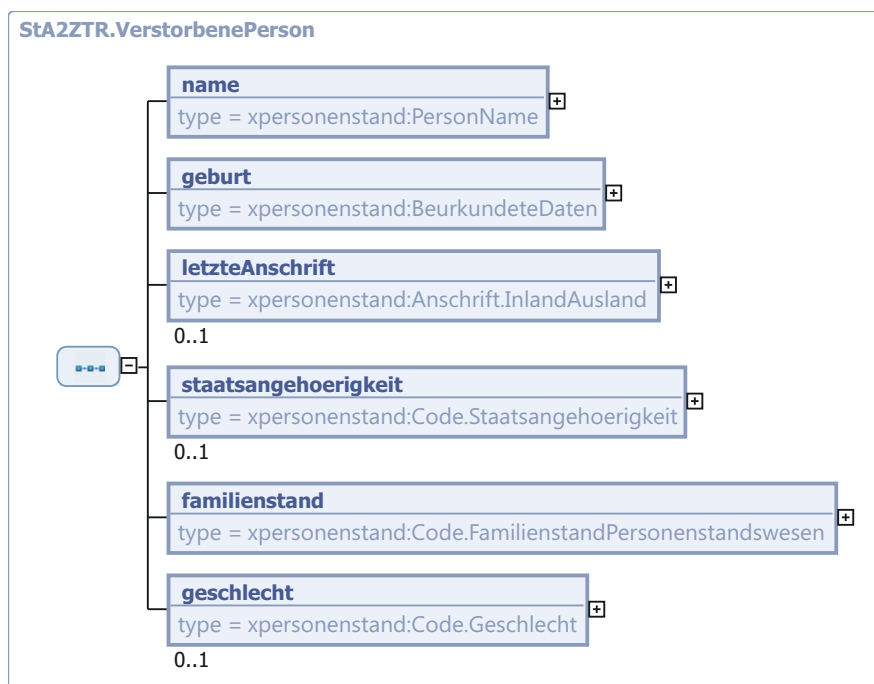 StA2ZTR.VerstorbenePerson
name
type = xpersonenstand:PersonName
geburt
type = xpersonenstand:BeurkundeteDaten
letzteAnschrift
type = xpersonenstand:Anschrift.InlandAusland
0..1
staatsangehoerigkeit
type = xpersonenstand:Code.Staatsangehoerigkeit
0..1
familienstand
type = xpersonenstand:Code.FamilienstandPersonenstandswesen
geschlecht
type = xpersonenstand:Code.Geschlecht
0..1